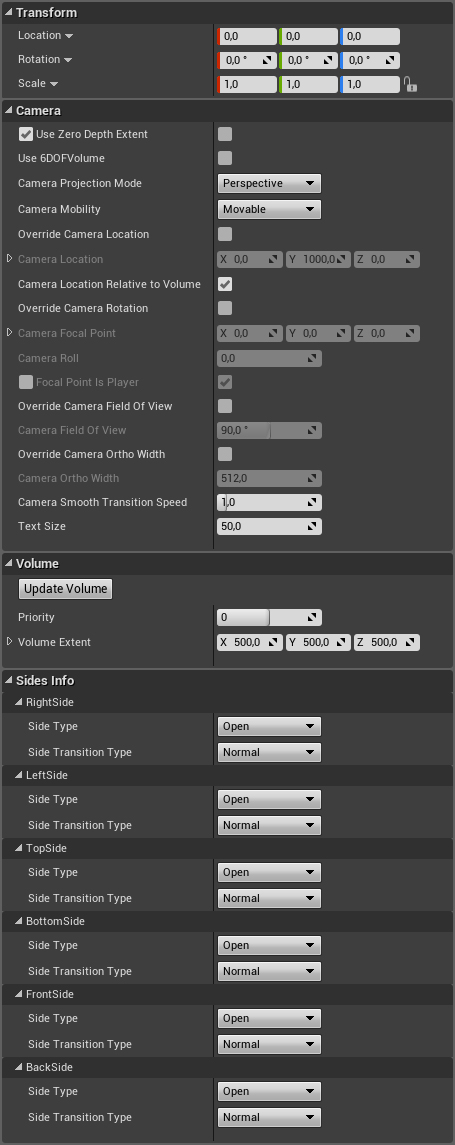 Transform
Location 0,0 0,0 0,0
Rotation 0,0 ° 0,0 ° 0,0 °
Scale 1,0 1,0 1,0
Camera
Use Zero Depth Extent
Use 6DOFVolume
Camera Projection Mode Perspective
Camera Mobility Movable
Override Camera Location
Camera Location X 0,0 Y 1000,0 Z 0,0
Camera Location Relative to Volume
Override Camera Rotation
Camera Focal Point X 0,0 Y 0,0 Z 0,0
Camera Roll 0,0
Focal Point Is Player
Override Camera Field Of View
Camera Field Of View 90,0 °
Override Camera Ortho Width
Camera Ortho Width 512,0
Camera Smooth Transition Speed 1,0
Text Size 50,0
Volume
Update Volume
Priority 0
Volume Extent X 500,0 Y 500,0 Z 500,0
Sides Info
RightSide
Side Type Open
Side Transition Type Normal
LeftSide
Side Type Open
Side Transition Type Normal
TopSide
Side Type Open
Side Transition Type Normal
BottomSide
Side Type Open
Side Transition Type Normal
FrontSide
Side Type Open
Side Transition Type Normal
BackSide
Side Type Open
Side Transition Type Normal